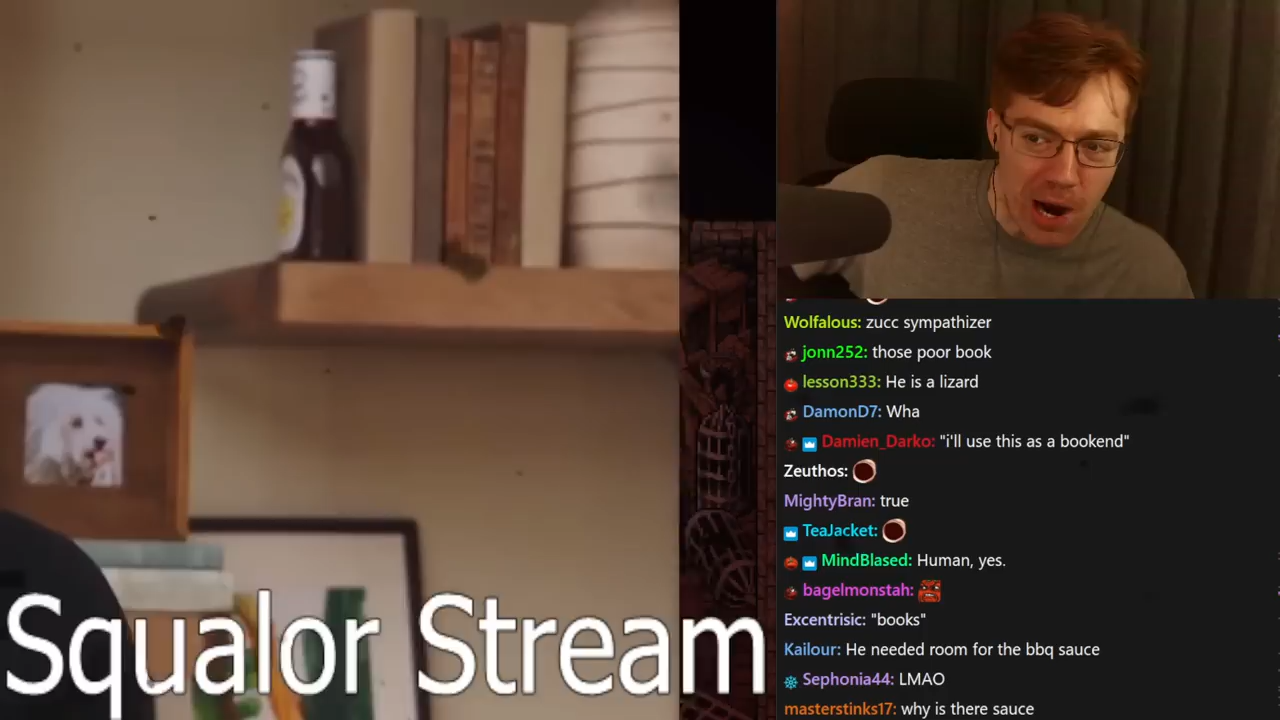 Wolfalous: zucc sympathizer
jonn252: those poor book
lesson333: He is a lizard
DamonD7: Wha
Damien_Darko: "i'll use this as a bookend"
Zeuthos:
MightyBran: true
TeaJacket:
MindBlased: Human, yes.
bagelmonstah:
Excentrisic: "books"
Kailour: He needed room for the bbq sauce
Sephonia44: LMAO
masterstinks17: why is there sauce
Squalor Stream